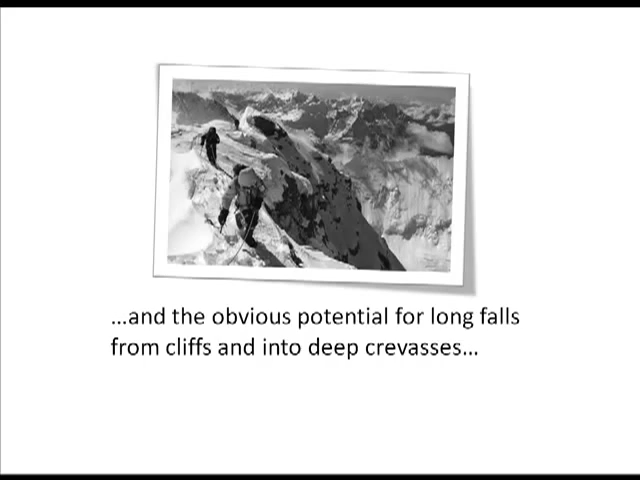 ...and the obvious potential for long falls
from cliffs and into deep crevasses...